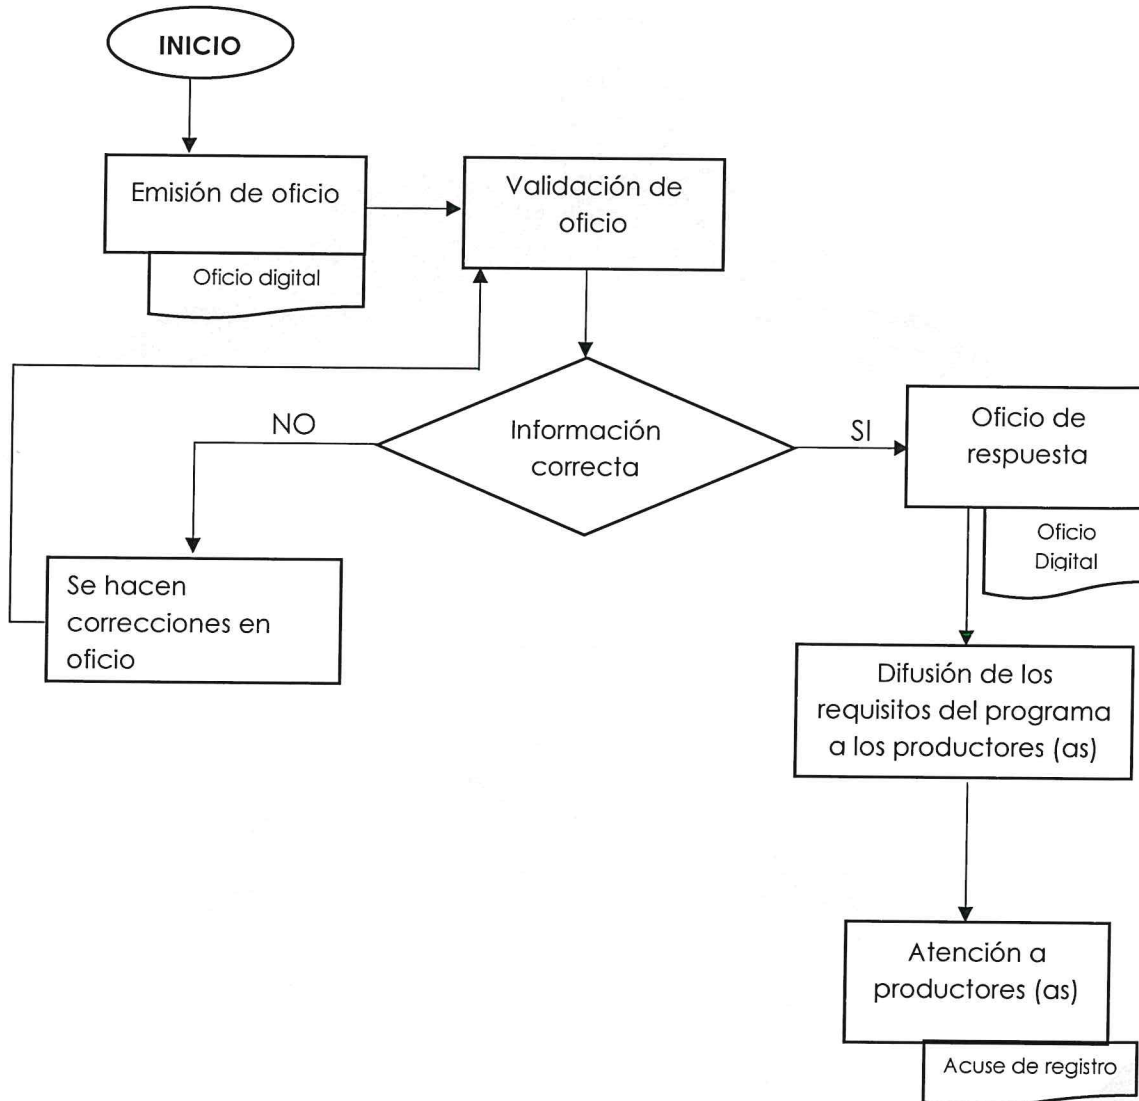 INICIO
Emisión de oficio
Oficio digital
Validación de
oficio
Información
correcta
NO
SI
Se hacen
correcciones en
oficio
Oficio de
respuesta
Oficio
Digital
Difusión de los
requisitos del programa
a los productores (as)
Atención a
productores (as)
Acuse de registro